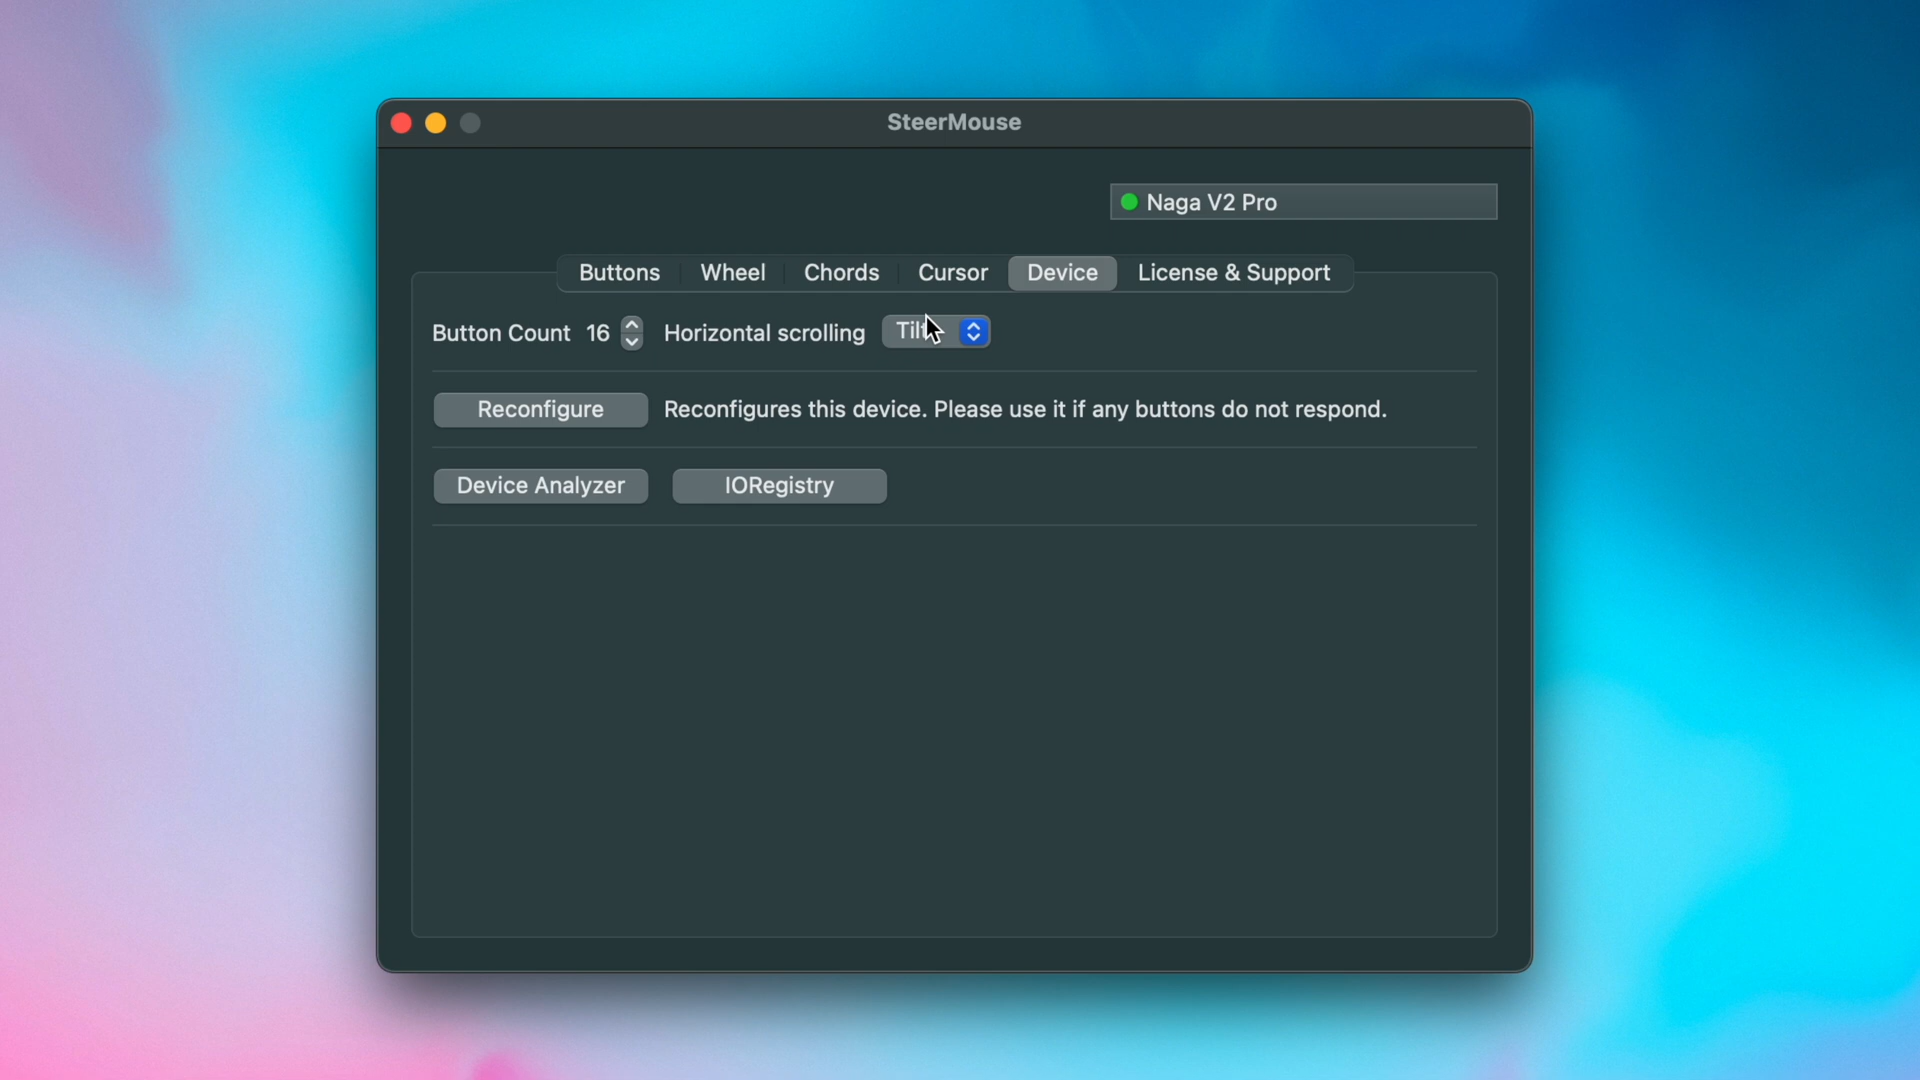 SteerMouse
Naga V2 Pro
Buttons Wheel Chords Cursor Device License & Support
Button Count 16 Horizontal scrolling Tilt
Reconfigure Reconfigures this device. Please use it if any buttons do not respond.
Device Analyzer IORegistry